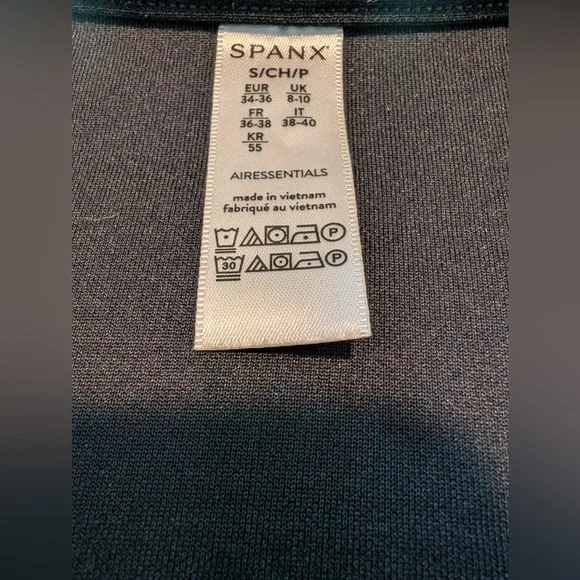 SPANX
S/CH/P
EUR UK
34-36 8-10
FR IT
36-38 38-40
KR
55
AIRESSENTIALS
made in vietnam
fabriqué au vietnam
P
30 P